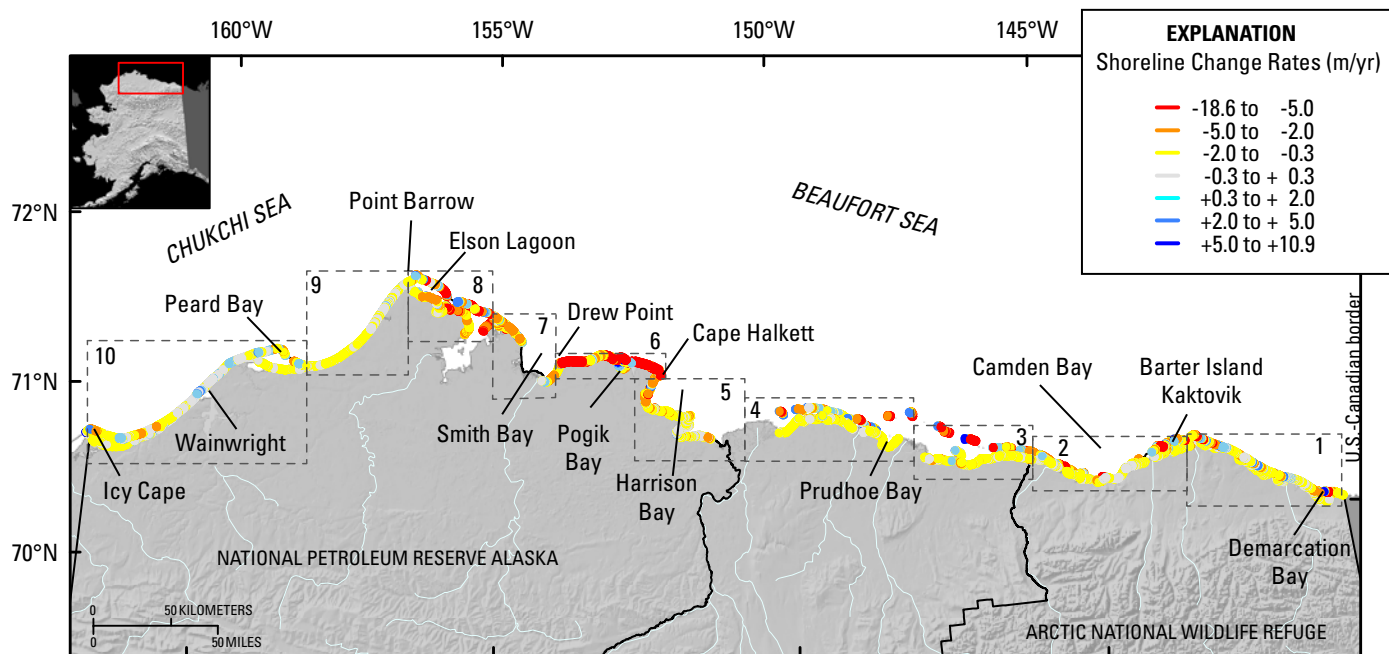 160°W
155°W
150°W
145°W
EXPLANATION
Shoreline Change Rates (m/yr)
-18.6 to -5.0
-5.0 to -2.0
-2.0 to -0.3
-0.3 to + 0.3
+0.3 to + 2.0
+2.0 to + 5.0
+5.0 to +10.9
72°N
71°N
70°N
CHUKCHI SEA
BEAUFORT SEA
Point Barrow
Elson Lagoon
Peard Bay
Drew Point
Cape Halkett
Camden Bay
Barter Island
Kaktovik
U.S.-Canadian border
10
9
8
7
6
5
4
3
2
1
Wainwright
Icy Cape
Smith Bay
Pogik
Bay
Harrison
Bay
Prudhoe Bay
Demarcation
Bay
NATIONAL PETROLEUM RESERVE ALASKA
ARCTIC NATIONAL WILDLIFE REFUGE
0 50 KILOMETERS
0 50 MILES